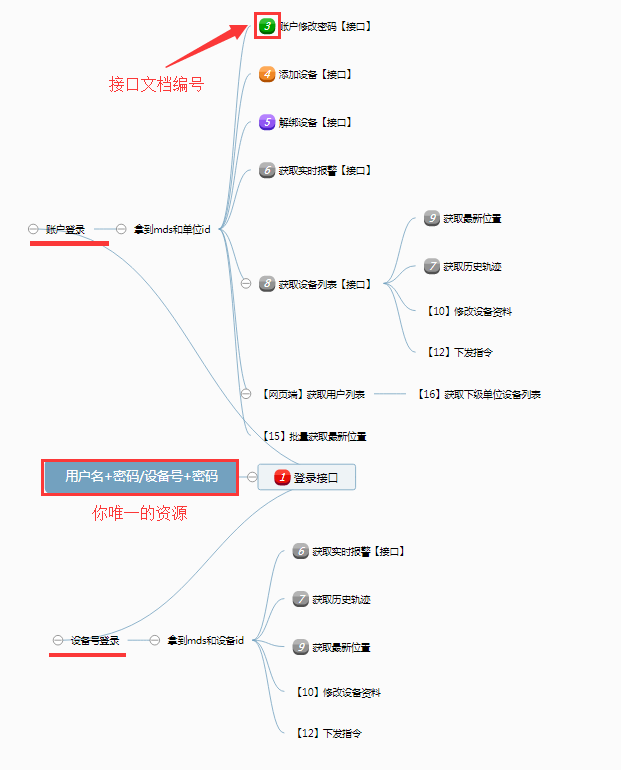 3 账户修改密码【接口】
接口文档编号
4 添加设备【接口】
5 解绑设备【接口】
6 获取实时报警【接口】
账户登录
拿到mds和单位id
8 获取设备列表【接口】
9 获取最新位置
7 获取历史轨迹
【10】修改设备资料
【12】下发指令
【网页端】获取用户列表
【16】获取下级单位设备列表
【15】批量获取最新位置
用户名+密码/设备号+密码
1 登录接口
你唯一的资源
设备号登录
拿到mds和设备id
6 获取实时报警【接口】
7 获取历史轨迹
9 获取最新位置
【10】修改设备资料
【12】下发指令